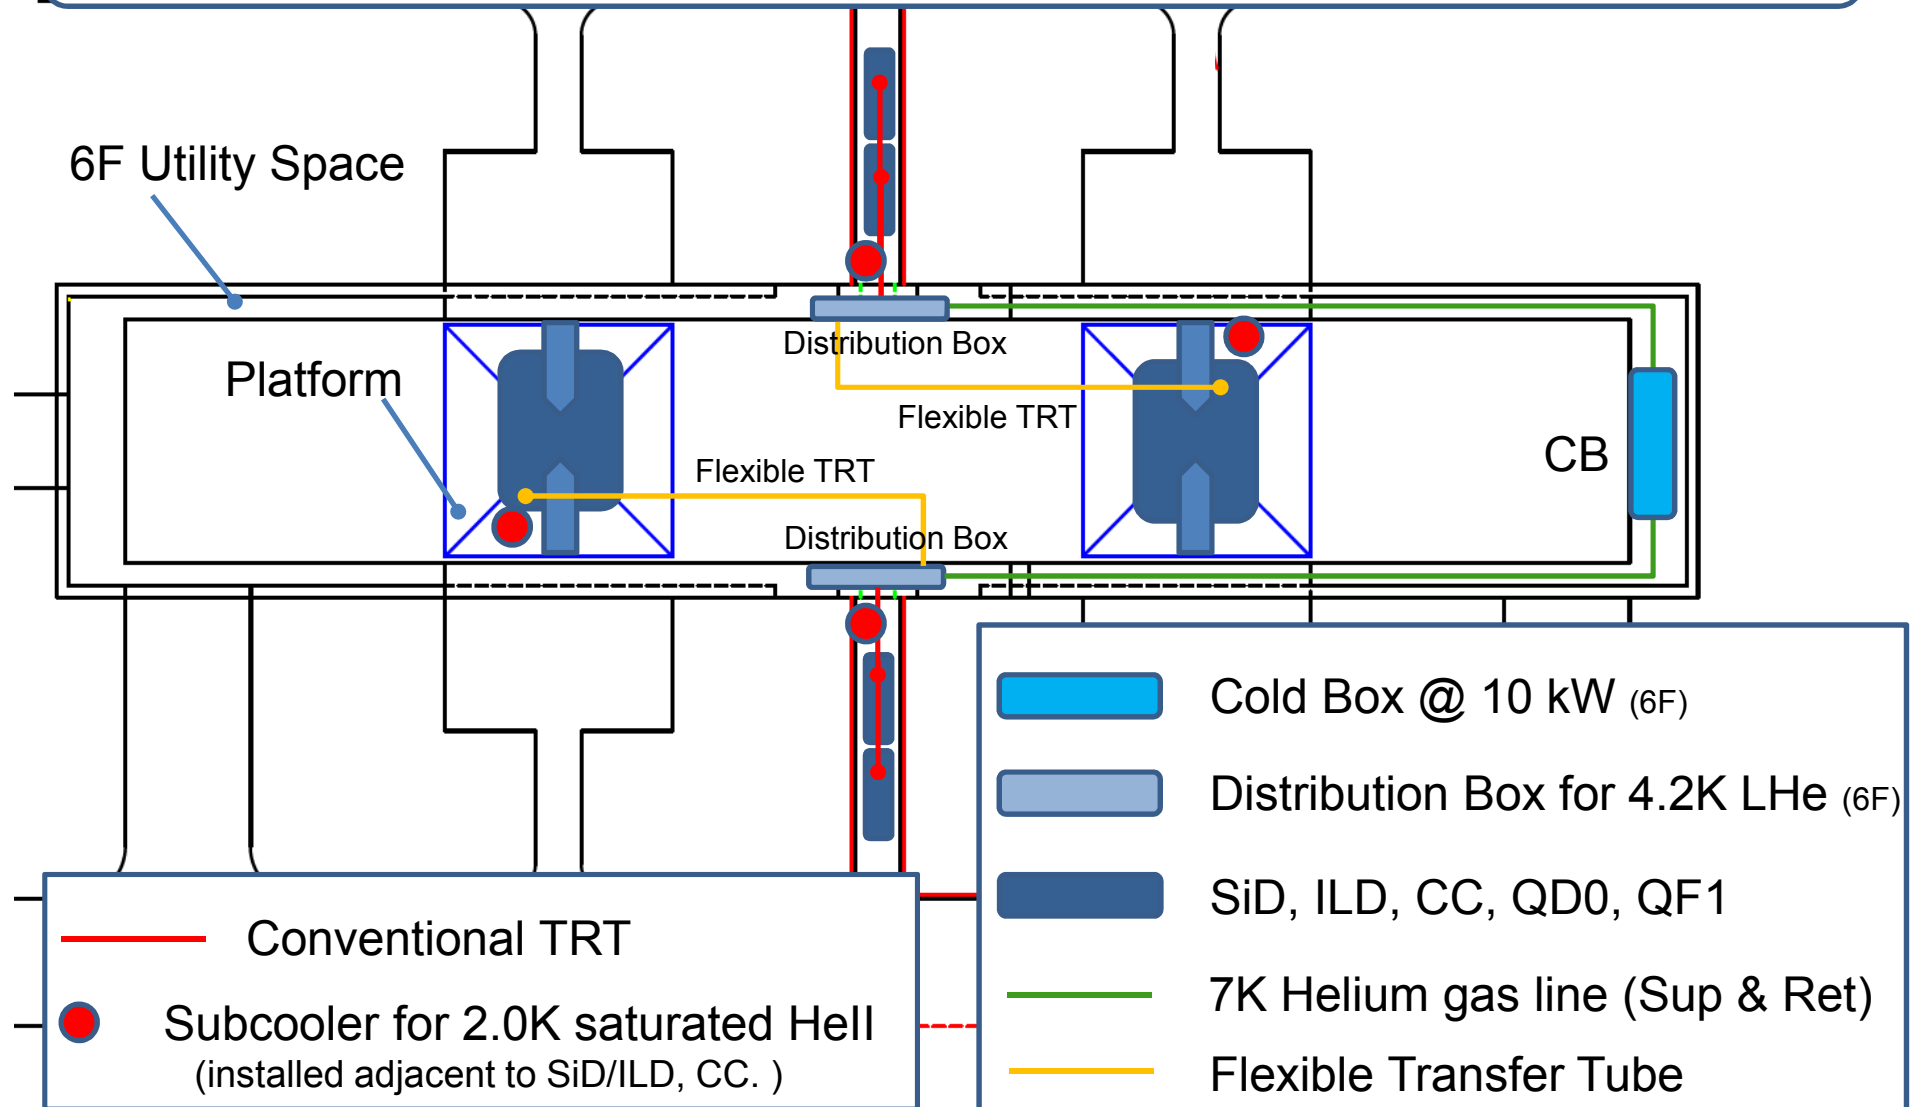 6F Utility Space
Distribution Box
Platform
Flexible TRT
CB
Flexible TRT
Distribution Box
Cold Box @ 10 kW (6F)
Distribution Box for 4.2K LHe (6F)
SiD, ILD, CC, QD0, QF1
7K Helium gas line (Sup & Ret)
Flexible Transfer Tube
Conventional TRT
Subcooler for 2.0K saturated HeII
(installed adjacent to SiD/ILD, CC. )